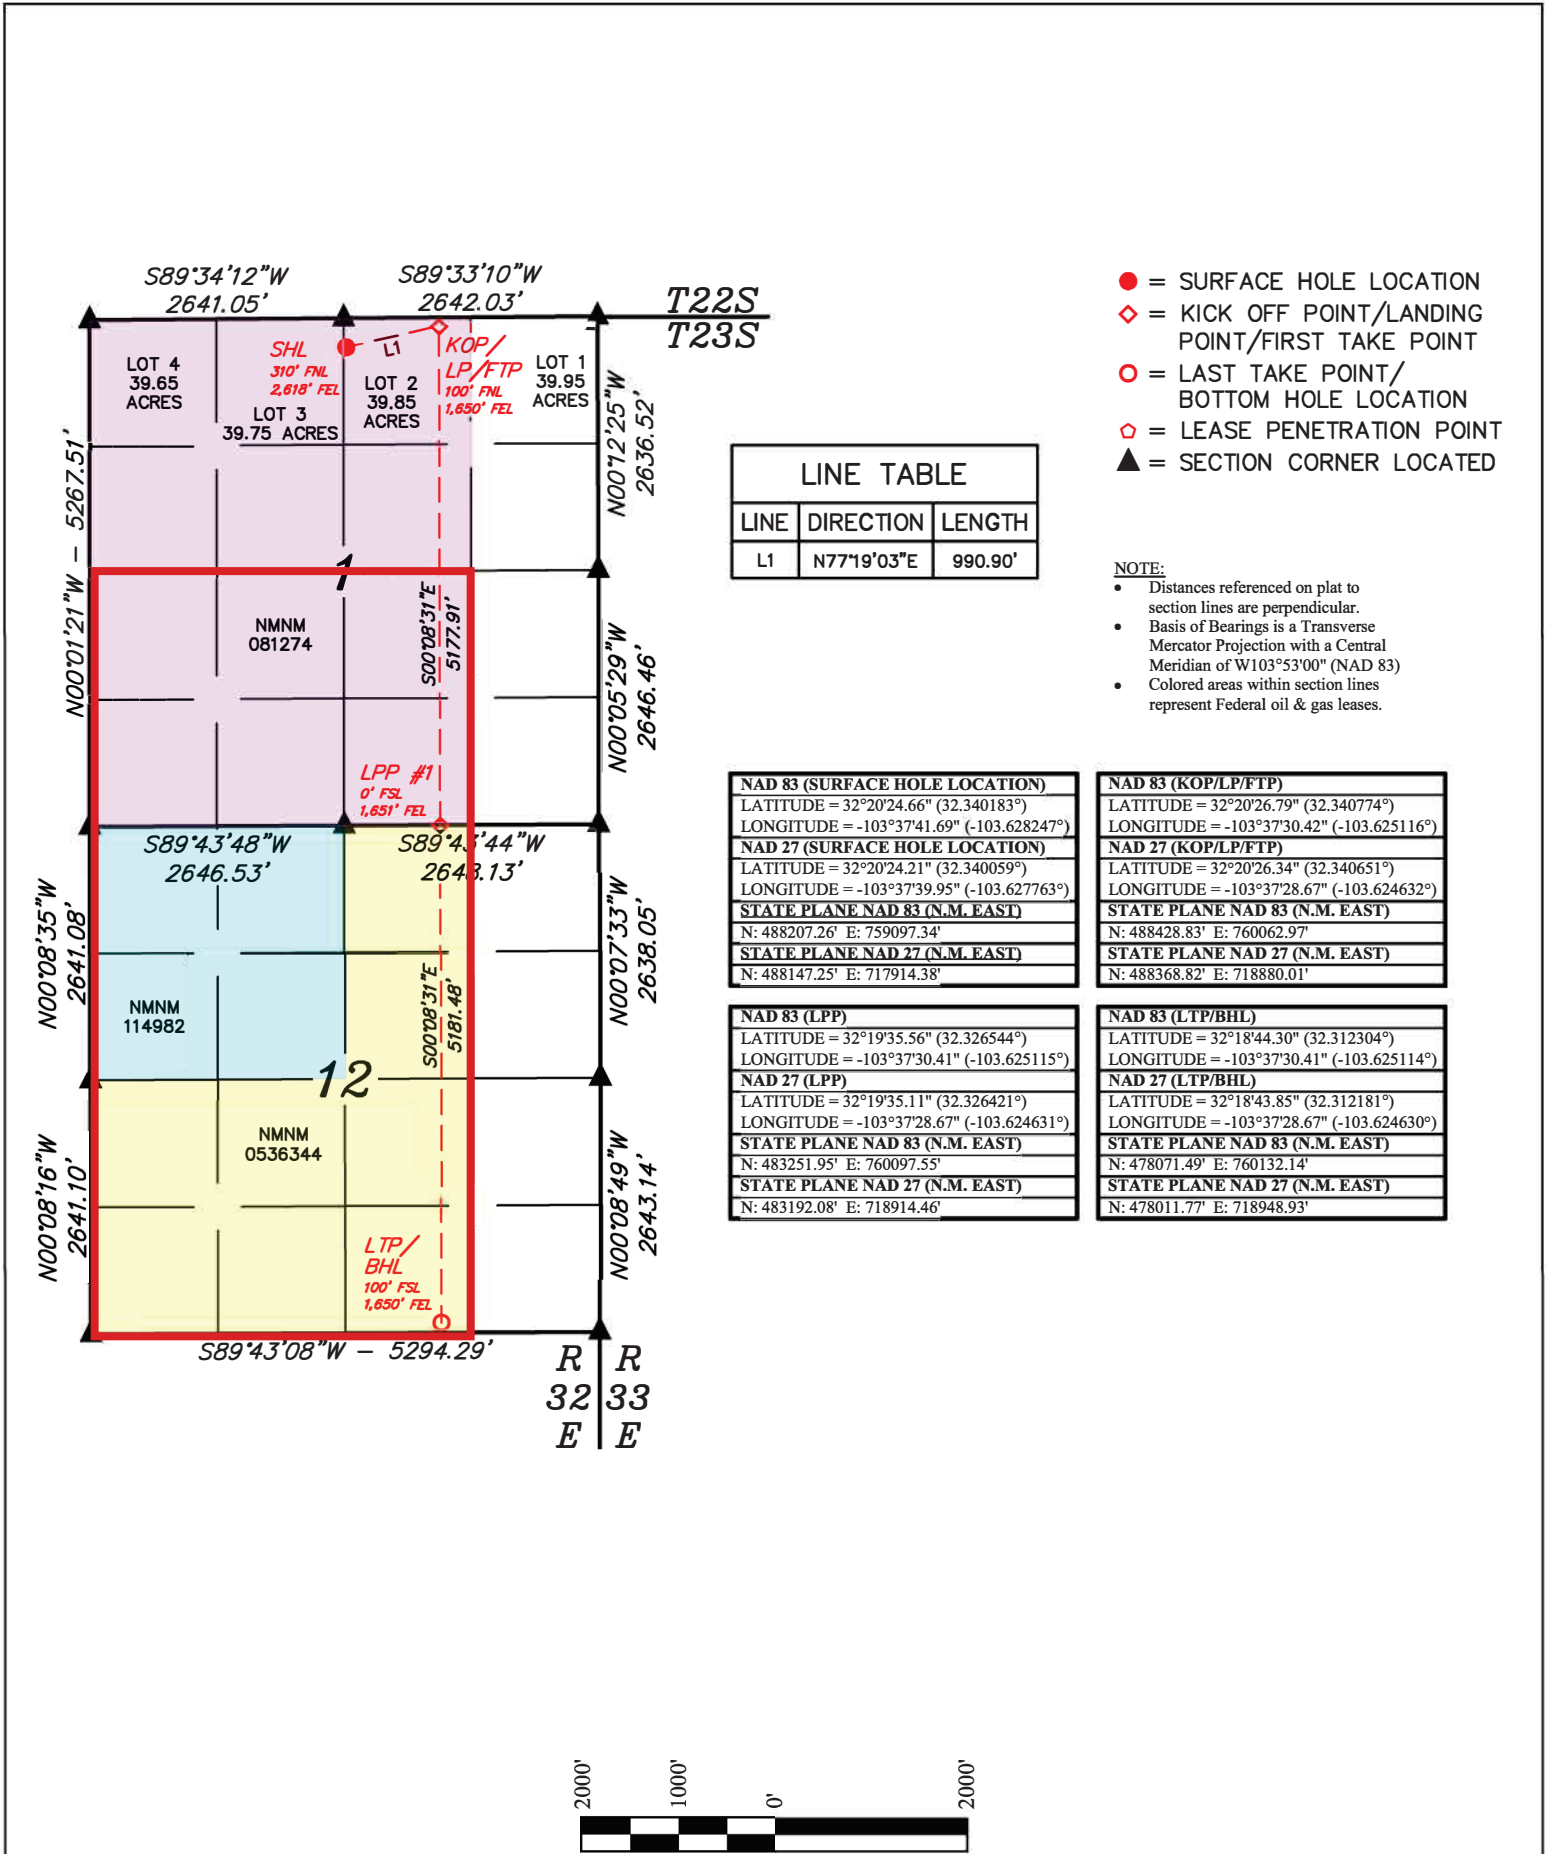 S89°34'12"W
2641.05'
S89°33'10"W
2642.03'
T22S
T23S
LOT 4
39.65
ACRES
SHL
310' FNL
2,618' FEL
L1
KOP/
LP/FTP
100' FNL
1,650' FEL
LOT 3
39.75 ACRES
LOT 2
39.85
ACRES
LOT 1
39.95
ACRES
N00°12'25"W
2636.52'
N00°01'21"W – 5267.51'
1
NMNM
081274
S00°08'31"E
5177.91'
N00°05'29"W
2646.46'
LPP #1
0' FSL
1,651' FEL
S89°43'48"W
2646.53'
S89°43'44"W
2648.13'
N00°08'35"W
2641.08'
N00°07'33"W
2638.05'
NMNM
114982
S00°08'31"E
5181.48'
12
NMNM
0536344
N00°08'16"W
2641.10'
N00°08'49"W
2643.14'
LTP/
BHL
100' FSL
1,650' FEL
S89°43'08"W – 5294.29'
R R
32 33
E E
= SURFACE HOLE LOCATION
= KICK OFF POINT/LANDING
POINT/FIRST TAKE POINT
= LAST TAKE POINT/
BOTTOM HOLE LOCATION
= LEASE PENETRATION POINT
= SECTION CORNER LOCATED
LINE TABLE
LINE DIRECTION LENGTH
L1 N77°19'03"E 990.90'
NOTE:
• Distances referenced on plat to
section lines are perpendicular.
• Basis of Bearings is a Transverse
Mercator Projection with a Central
Meridian of W103°53'00" (NAD 83)
• Colored areas within section lines
represent Federal oil & gas leases.
NAD 83 (SURFACE HOLE LOCATION)
LATITUDE = 32°20'24.66" (32.340183°)
LONGITUDE = -103°37'41.69" (-103.628247°)
NAD 27 (SURFACE HOLE LOCATION)
LATITUDE = 32°20'24.21" (32.340059°)
LONGITUDE = -103°37'39.95" (-103.627763°)
STATE PLANE NAD 83 (N.M. EAST)
N: 488207.26' E: 759097.34'
STATE PLANE NAD 27 (N.M. EAST)
N: 488147.25' E: 717914.38'
NAD 83 (KOP/LP/FTP)
LATITUDE = 32°20'26.79" (32.340774°)
LONGITUDE = -103°37'30.42" (-103.625116°)
NAD 27 (KOP/LP/FTP)
LATITUDE = 32°20'26.34" (32.340651°)
LONGITUDE = -103°37'28.67" (-103.624632°)
STATE PLANE NAD 83 (N.M. EAST)
N: 488428.83' E: 760062.97'
STATE PLANE NAD 27 (N.M. EAST)
N: 488368.82' E: 718880.01'
NAD 83 (LPP)
LATITUDE = 32°19'35.56" (32.326544°)
LONGITUDE = -103°37'30.41" (-103.625115°)
NAD 27 (LPP)
LATITUDE = 32°19'35.11" (32.326421°)
LONGITUDE = -103°37'28.67" (-103.624631°)
STATE PLANE NAD 83 (N.M. EAST)
N: 483251.95' E: 760097.55'
STATE PLANE NAD 27 (N.M. EAST)
N: 483192.08' E: 718914.46'
NAD 83 (LTP/BHL)
LATITUDE = 32°18'44.30" (32.312304°)
LONGITUDE = -103°37'30.41" (-103.625114°)
NAD 27 (LTP/BHL)
LATITUDE = 32°18'43.85" (32.312181°)
LONGITUDE = -103°37'28.67" (-103.624630°)
STATE PLANE NAD 83 (N.M. EAST)
N: 478071.49' E: 760132.14'
STATE PLANE NAD 27 (N.M. EAST)
N: 478011.77' E: 718948.93'
2000' 1000' 0' 2000'